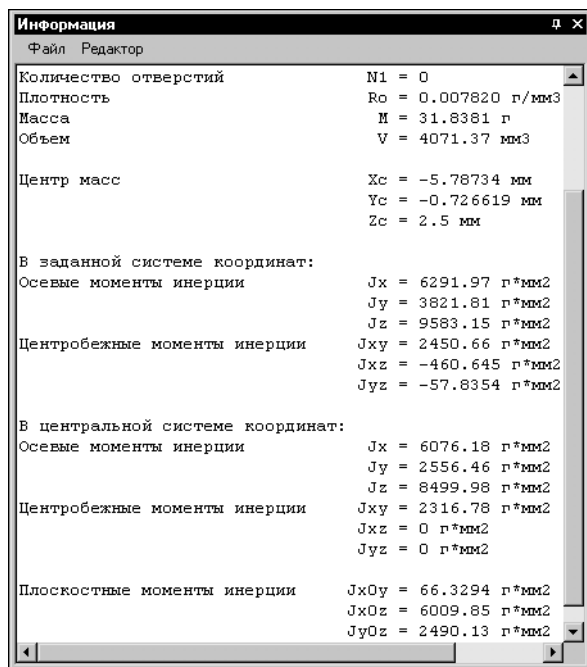 Информация
Файл Редактор
Количество отверстий N1 = 0
Плотность Ro = 0.007820 г/мм3
Масса M = 31.8381 г
Объем V = 4071.37 мм3
Центр масс Xc = -5.78734 мм
Yc = -0.726619 мм
Zc = 2.5 мм
В заданной системе координат:
Осевые моменты инерции Jx = 6291.97 г*мм2
Jy = 3821.81 г*мм2
Jz = 9583.15 г*мм2
Центробежные моменты инерции Jxy = 2450.66 г*мм2
Jxz = -460.645 г*мм2
Jyz = -57.8354 г*мм2
В центральной системе координат:
Осевые моменты инерции Jx = 6076.18 г*мм2
Jy = 2556.46 г*мм2
Jz = 8499.98 г*мм2
Центробежные моменты инерции Jxy = 2316.78 г*мм2
Jxz = 0 г*мм2
Jyz = 0 г*мм2
Плоскостные моменты инерции Jx0y = 66.3294 г*мм2
Jx0z = 6009.85 г*мм2
Jy0z = 2490.13 г*мм2